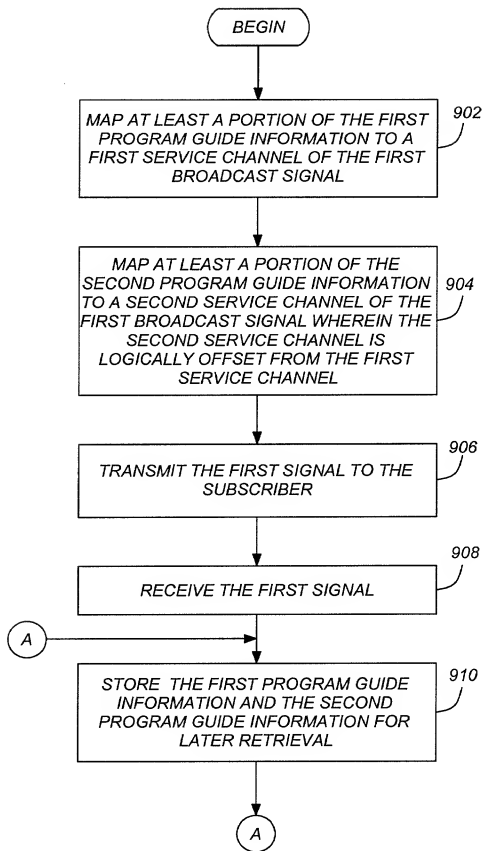 BEGIN
MAP AT LEAST A PORTION OF THE FIRST
PROGRAM GUIDE INFORMATION TO A
FIRST SERVICE CHANNEL OF THE FIRST
BROADCAST SIGNAL
902
MAP AT LEAST A PORTION OF THE
SECOND PROGRAM GUIDE INFORMATION
TO A SECOND SERVICE CHANNEL OF THE
FIRST BROADCAST SIGNAL WHEREIN THE
SECOND SERVICE CHANNEL IS
LOGICALLY OFFSET FROM THE FIRST
SERVICE CHANNEL
904
TRANSMIT THE FIRST SIGNAL TO THE
SUBSCRIBER
906
RECEIVE THE FIRST SIGNAL
908
A
STORE THE FIRST PROGRAM GUIDE
INFORMATION AND THE SECOND
PROGRAM GUIDE INFORMATION FOR
LATER RETRIEVAL
910
A